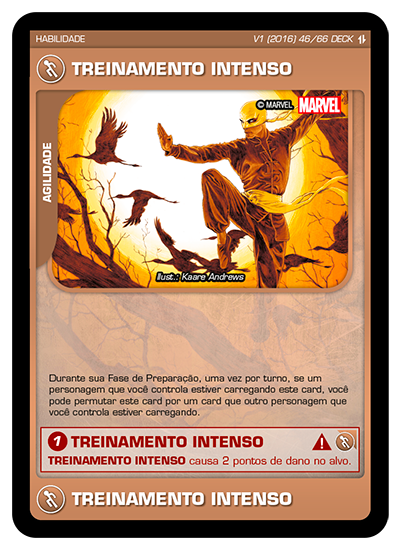 HABILIDADE
V1 (2016) 46/66 DECK
TREINAMENTO INTENSO
© MARVEL MARVEL
AGILIDADE
Illust.: Kaare Andrews
Durante sua Fase de Preparação, uma vez por turno, se um
personagem que você controla estiver carregando este card, você
pode permutar este card por um card que outro personagem que
você controla estiver carregando.
1 TREINAMENTO INTENSO
TREINAMENTO INTENSO causa 2 pontos de dano no alvo.
TREINAMENTO INTENSO